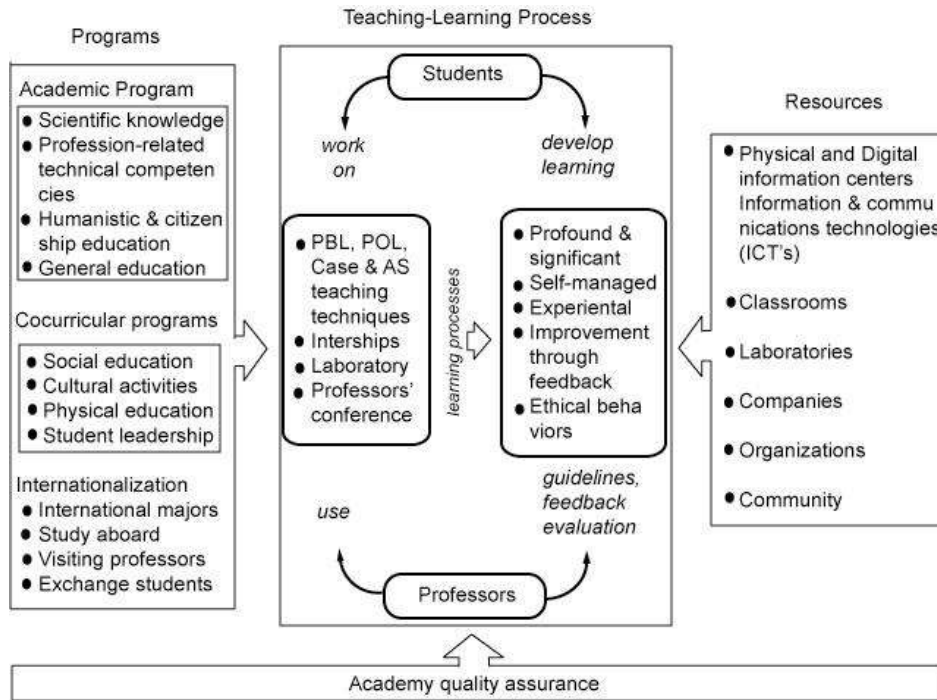 Teaching-Learning Process
Programs
Academic Program
Scientific knowledge
Profession-related
technical competen
cies
Humanistic & citizen
ship education
General education
Cocurricular programs
Social education
Cultural activities
Physical education
Student leadership
Internationalization
International majors
Study aboard
Visiting professors
Exchange students
Students
work
on
develop
learning
PBL, POL,
Case & AS
teaching
techniques
Interships
Laboratory
Professors'
conference
learning processes
Profound &
significant
Self-managed
Experiental
Improvement
through
feedback
Ethical beha
viors
use
guidelines,
feedback
evaluation
Professors
Resources
Physical and Digital
information centers
Information & commu
nications technologies
(ICT's)
Classrooms
Laboratories
Companies
Organizations
Community
Academy quality assurance